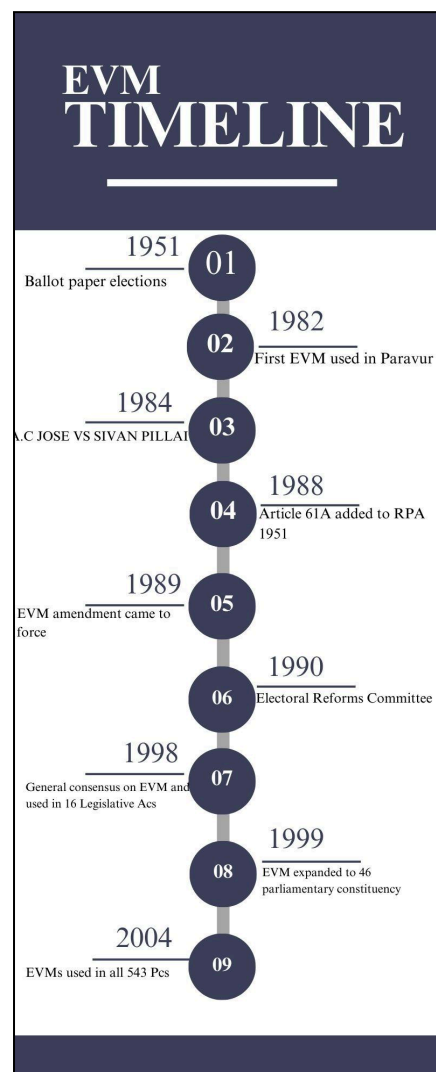 EVM
TIMELINE
1951
01
Ballot paper elections
1982
02
First EVM used in Paravur
1984
03
A.C JOSE VS SIVAN PILLAI
1988
04
Article 61A added to RPA
1951
1989
05
EVM amendment came to
force
1990
06
Electoral Reforms Committee
1998
07
General consensus on EVM and
used in 16 Legislative Acs
1999
08
EVM expanded to 46
parliamentary constituency
2004
09
EVMs used in all 543 Pcs